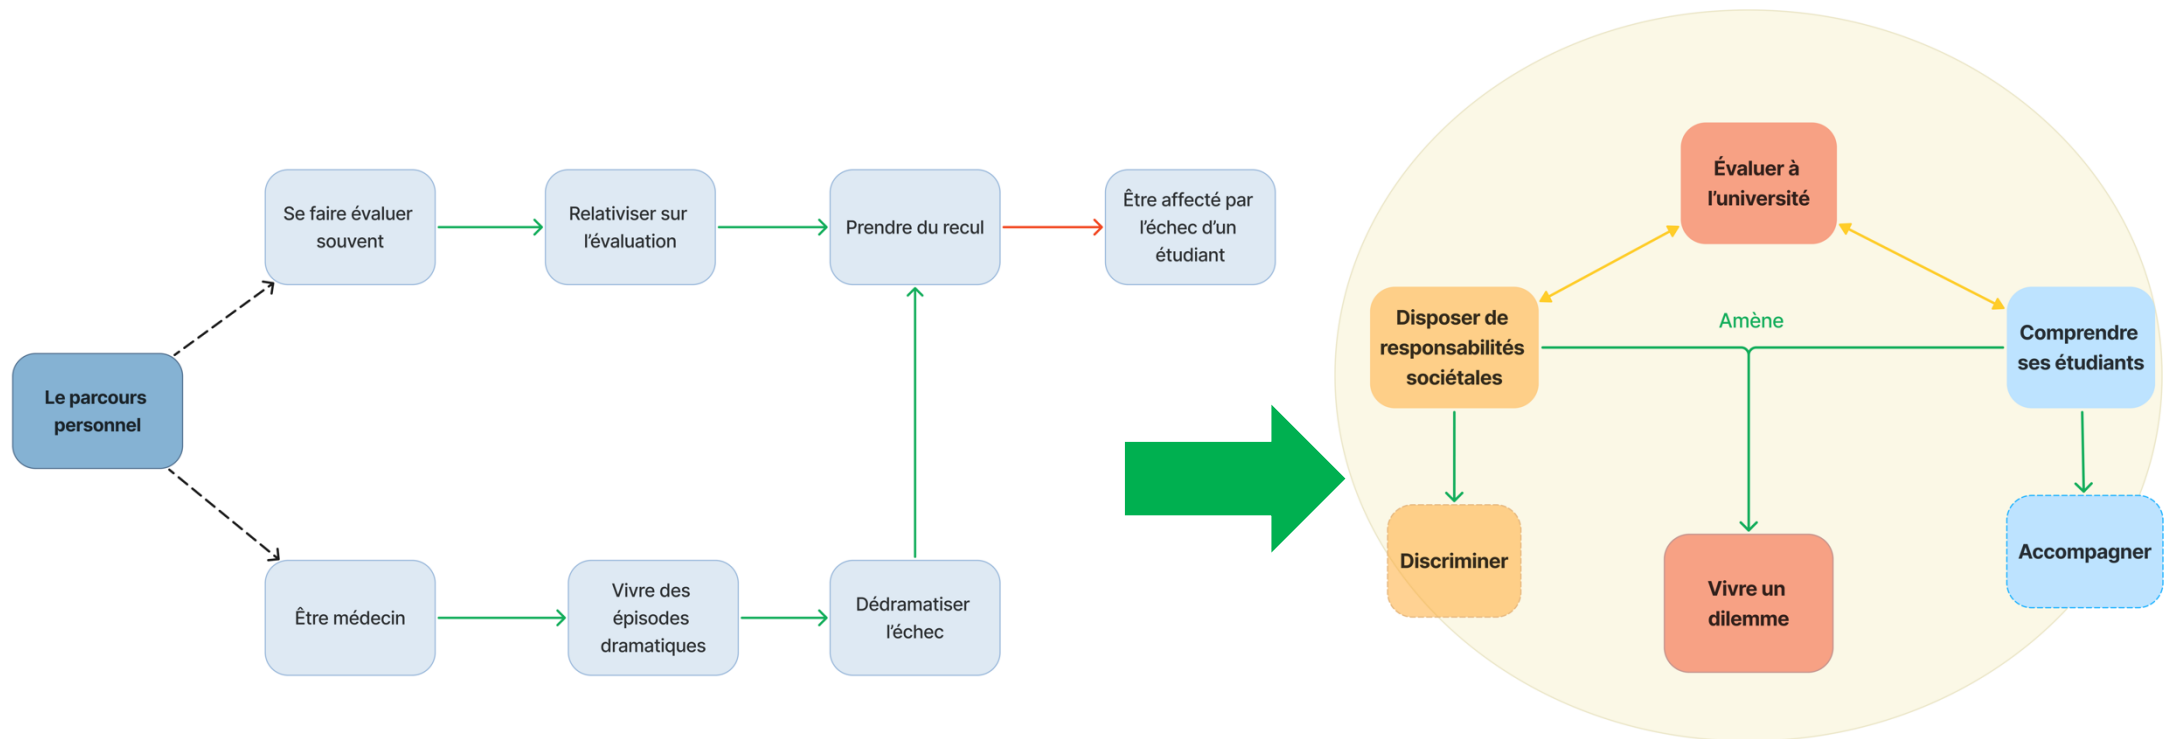 Se faire évaluer
souvent
Relativiser sur
l'évaluation
Prendre du recul
Être affecté par
l'échec d'un
étudiant
Le parcours
personnel
Être médecin
Vivre des
épisodes
dramatiques
Dédramatiser
l'échec
Évaluer à
l'université
Disposer de
responsabilités
sociétales
Amène
Comprendre
ses étudiants
Discriminer
Vivre un
dilemme
Accompagner